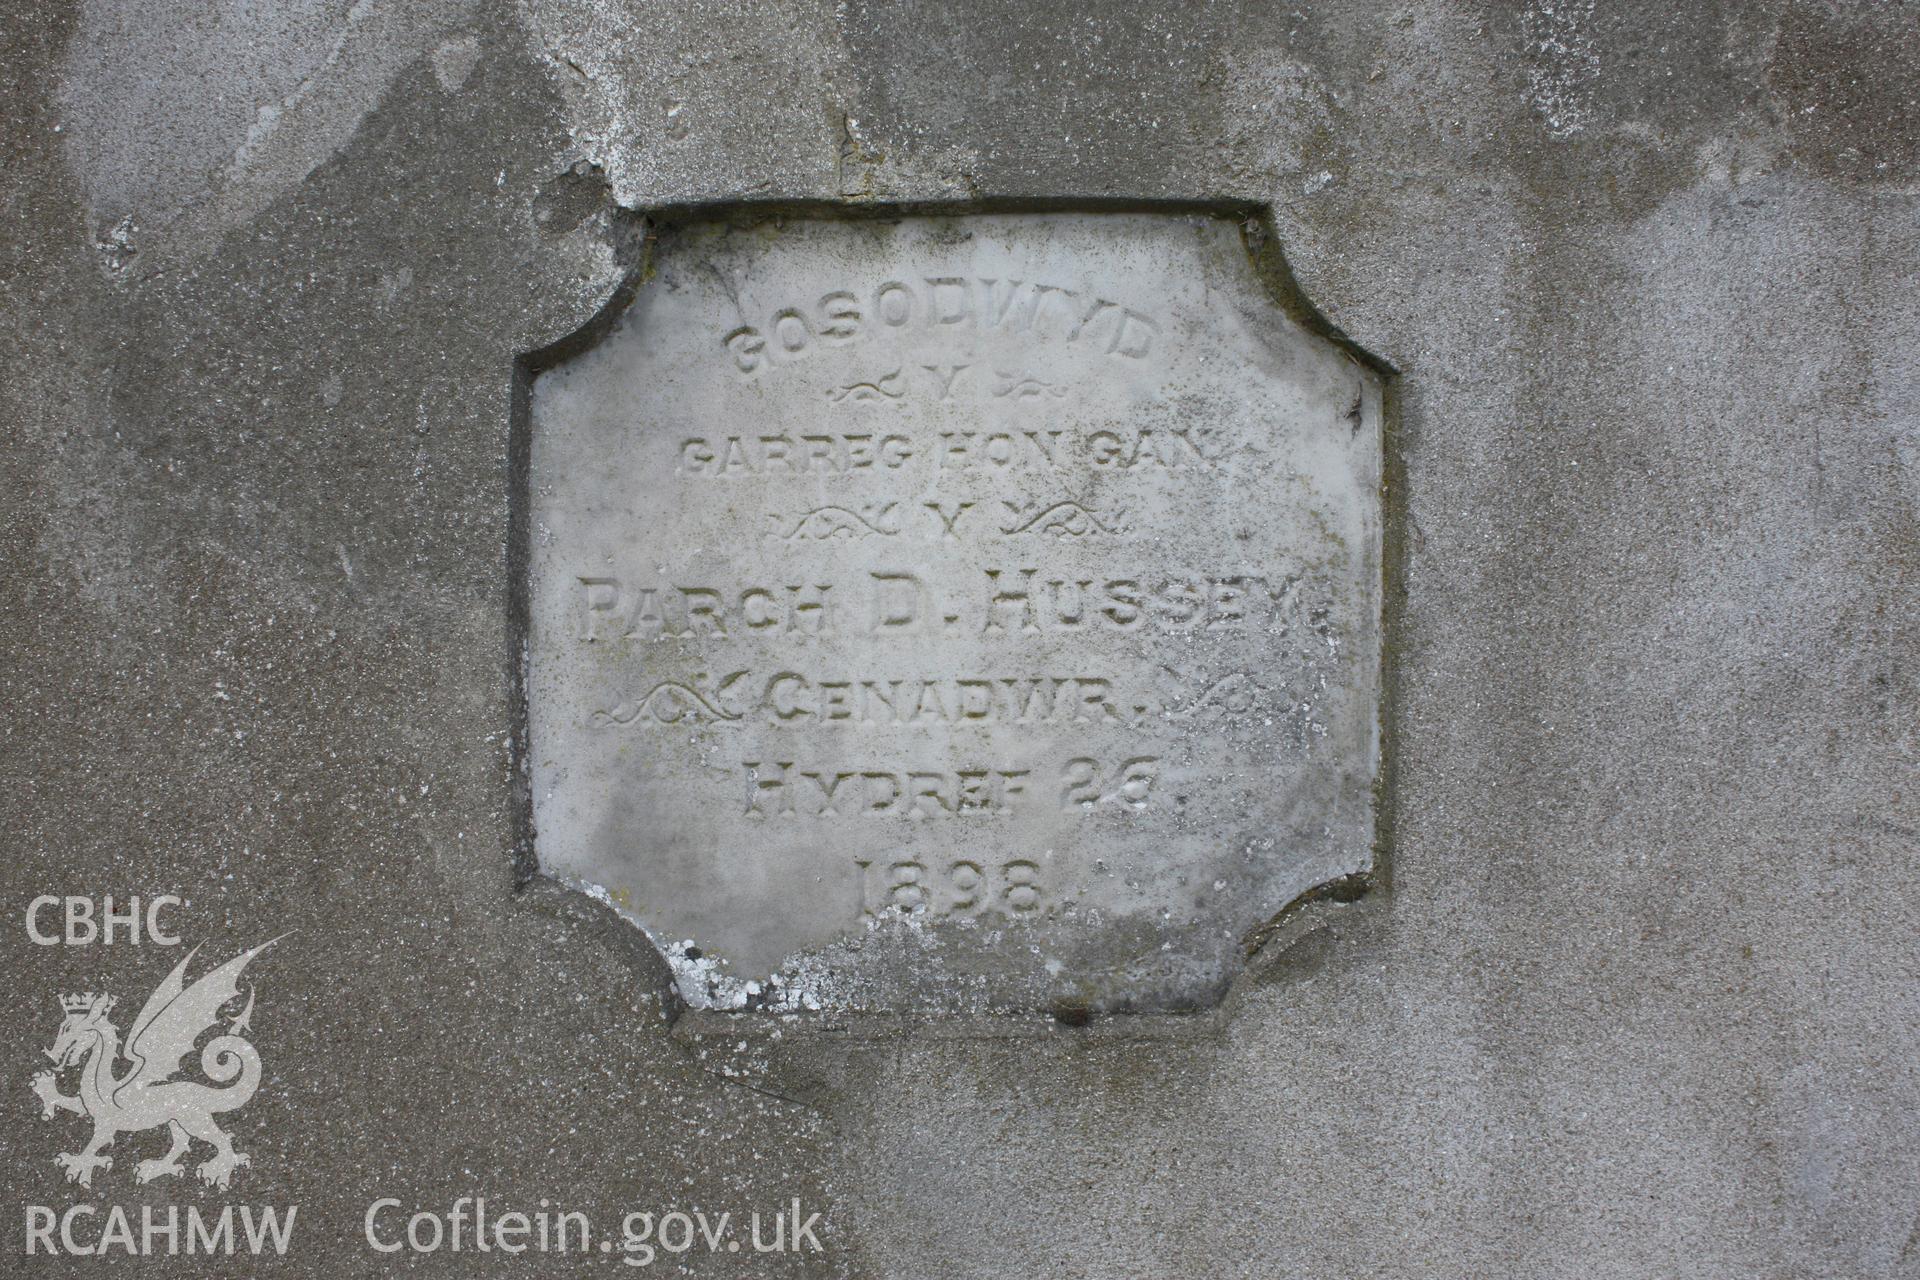 GOSODWYD
Y
GARREG HON GAN
Y
PARCH D. HUSSEY.
CENADWR.
HYDREF 26
1898.
CBHC
RCAHMW
Coflein.gov.uk